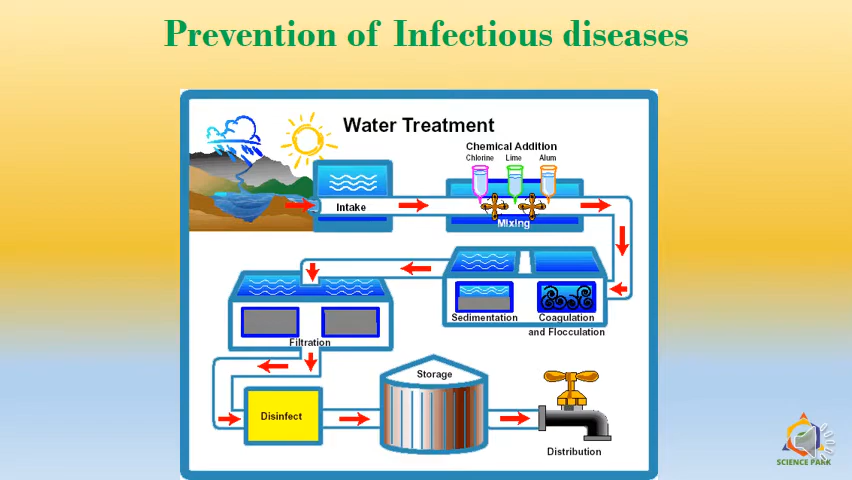 Prevention of Infectious diseases
Water Treatment
Chemical Addition
Chlorine Lime Alum
Intake
Mixing
Sedimentation
Coagulation
and Flocculation
Filtration
Storage
Disinfect
Distribution
SCIENCE PARK